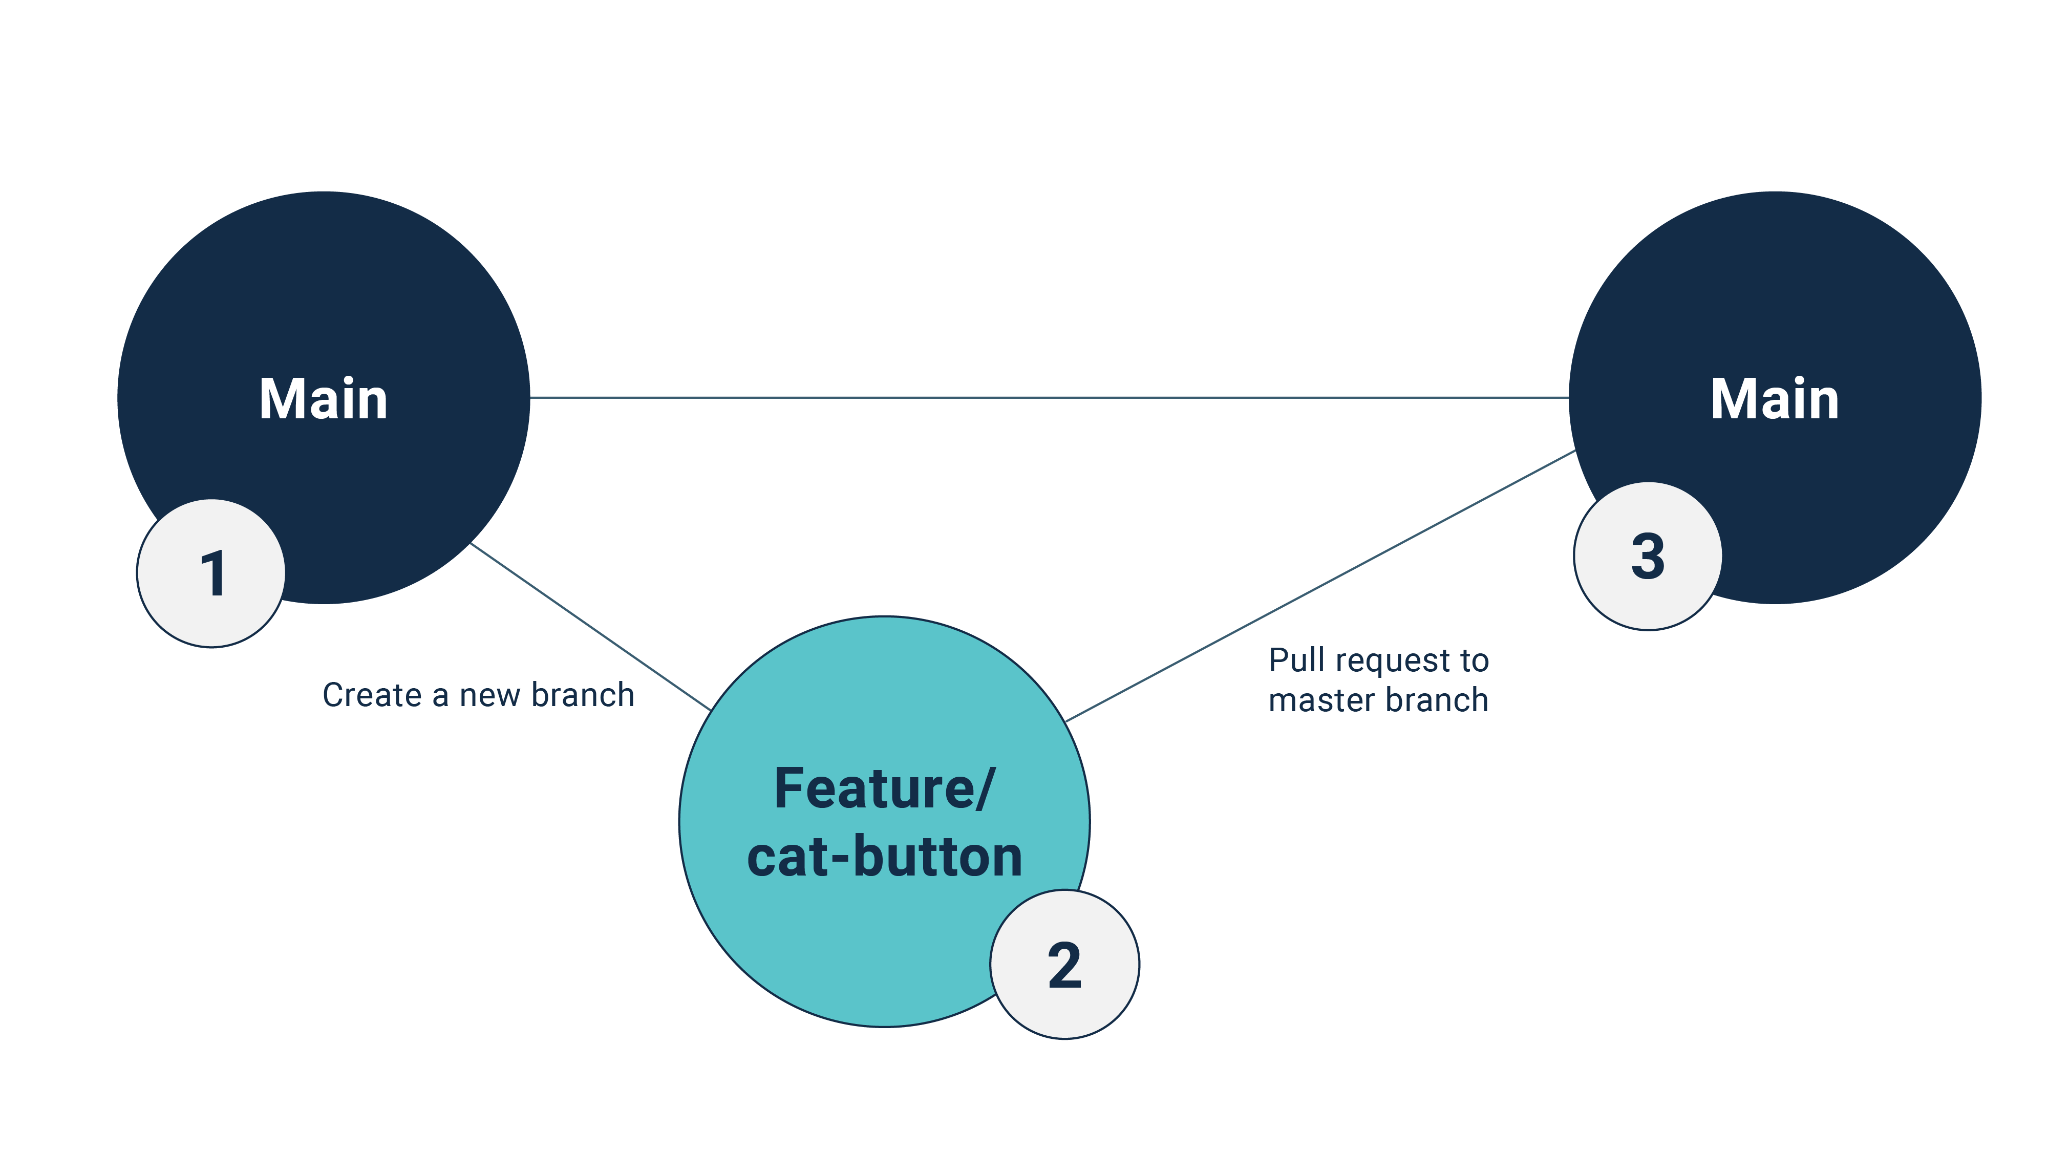 Main
Main
1
3
Create a new branch
Pull request to
master branch
Feature/
cat-button
2